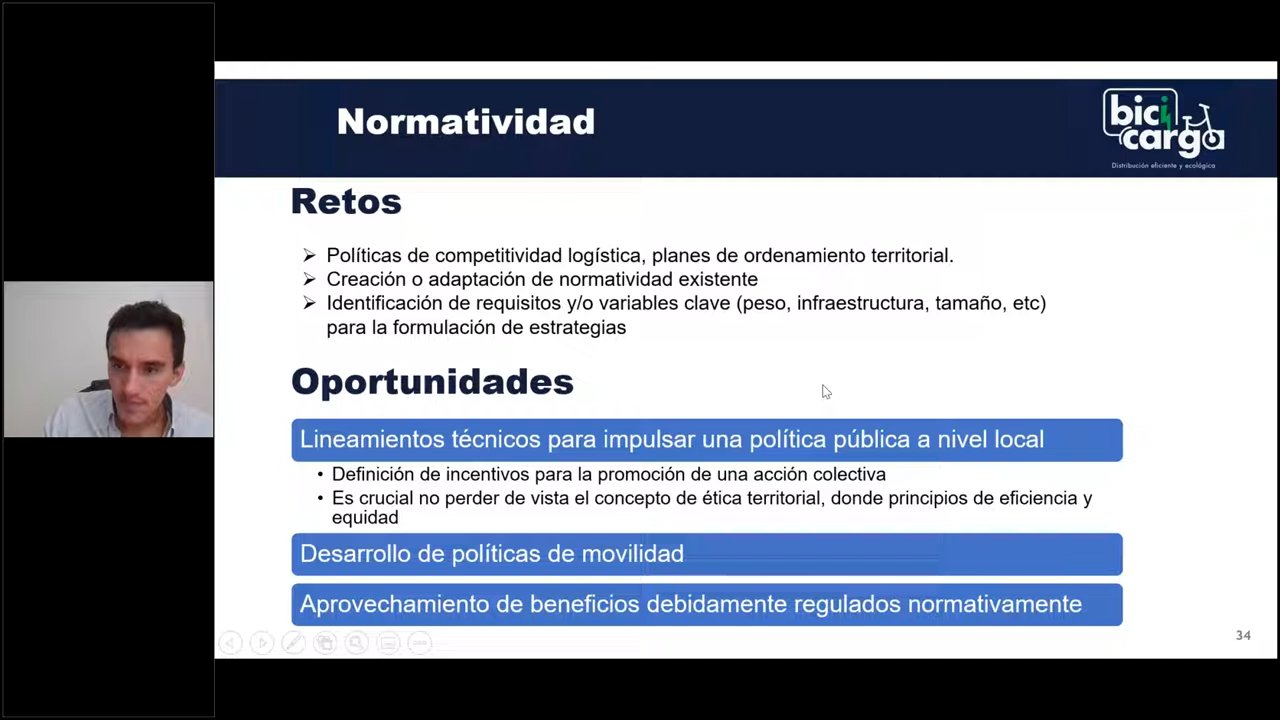 Normatividad
bici
carga
Distribución eficiente y ecológica
Retos
Políticas de competitividad logística, planes de ordenamiento territorial.
Creación o adaptación de normatividad existente
Identificación de requisitos y/o variables clave (peso, infraestructura, tamaño, etc)
para la formulación de estrategias
Oportunidades
Lineamientos técnicos para impulsar una política pública a nivel local
• Definición de incentivos para la promoción de una acción colectiva
• Es crucial no perder de vista el concepto de ética territorial, donde principios de eficiencia y
equidad
Desarrollo de políticas de movilidad
Aprovechamiento de beneficios debidamente regulados normativamente
34